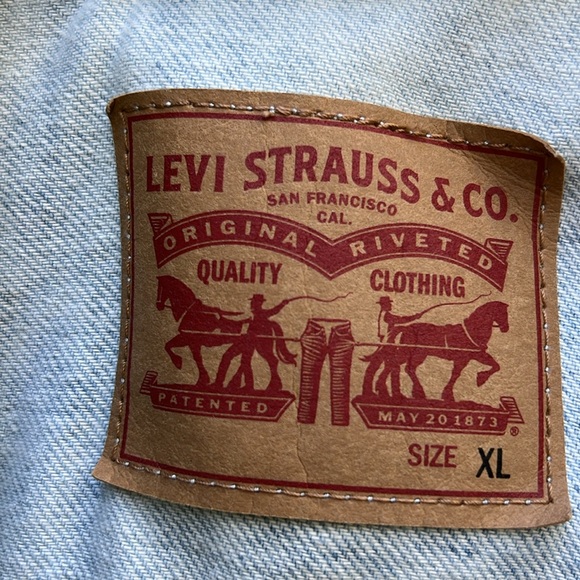 LEVI STRAUSS & CO.
SAN FRANCISCO
CAL.
ORIGINAL RIVETED
QUALITY CLOTHING
PATENTED MAY 20 1873
®
SIZE XL